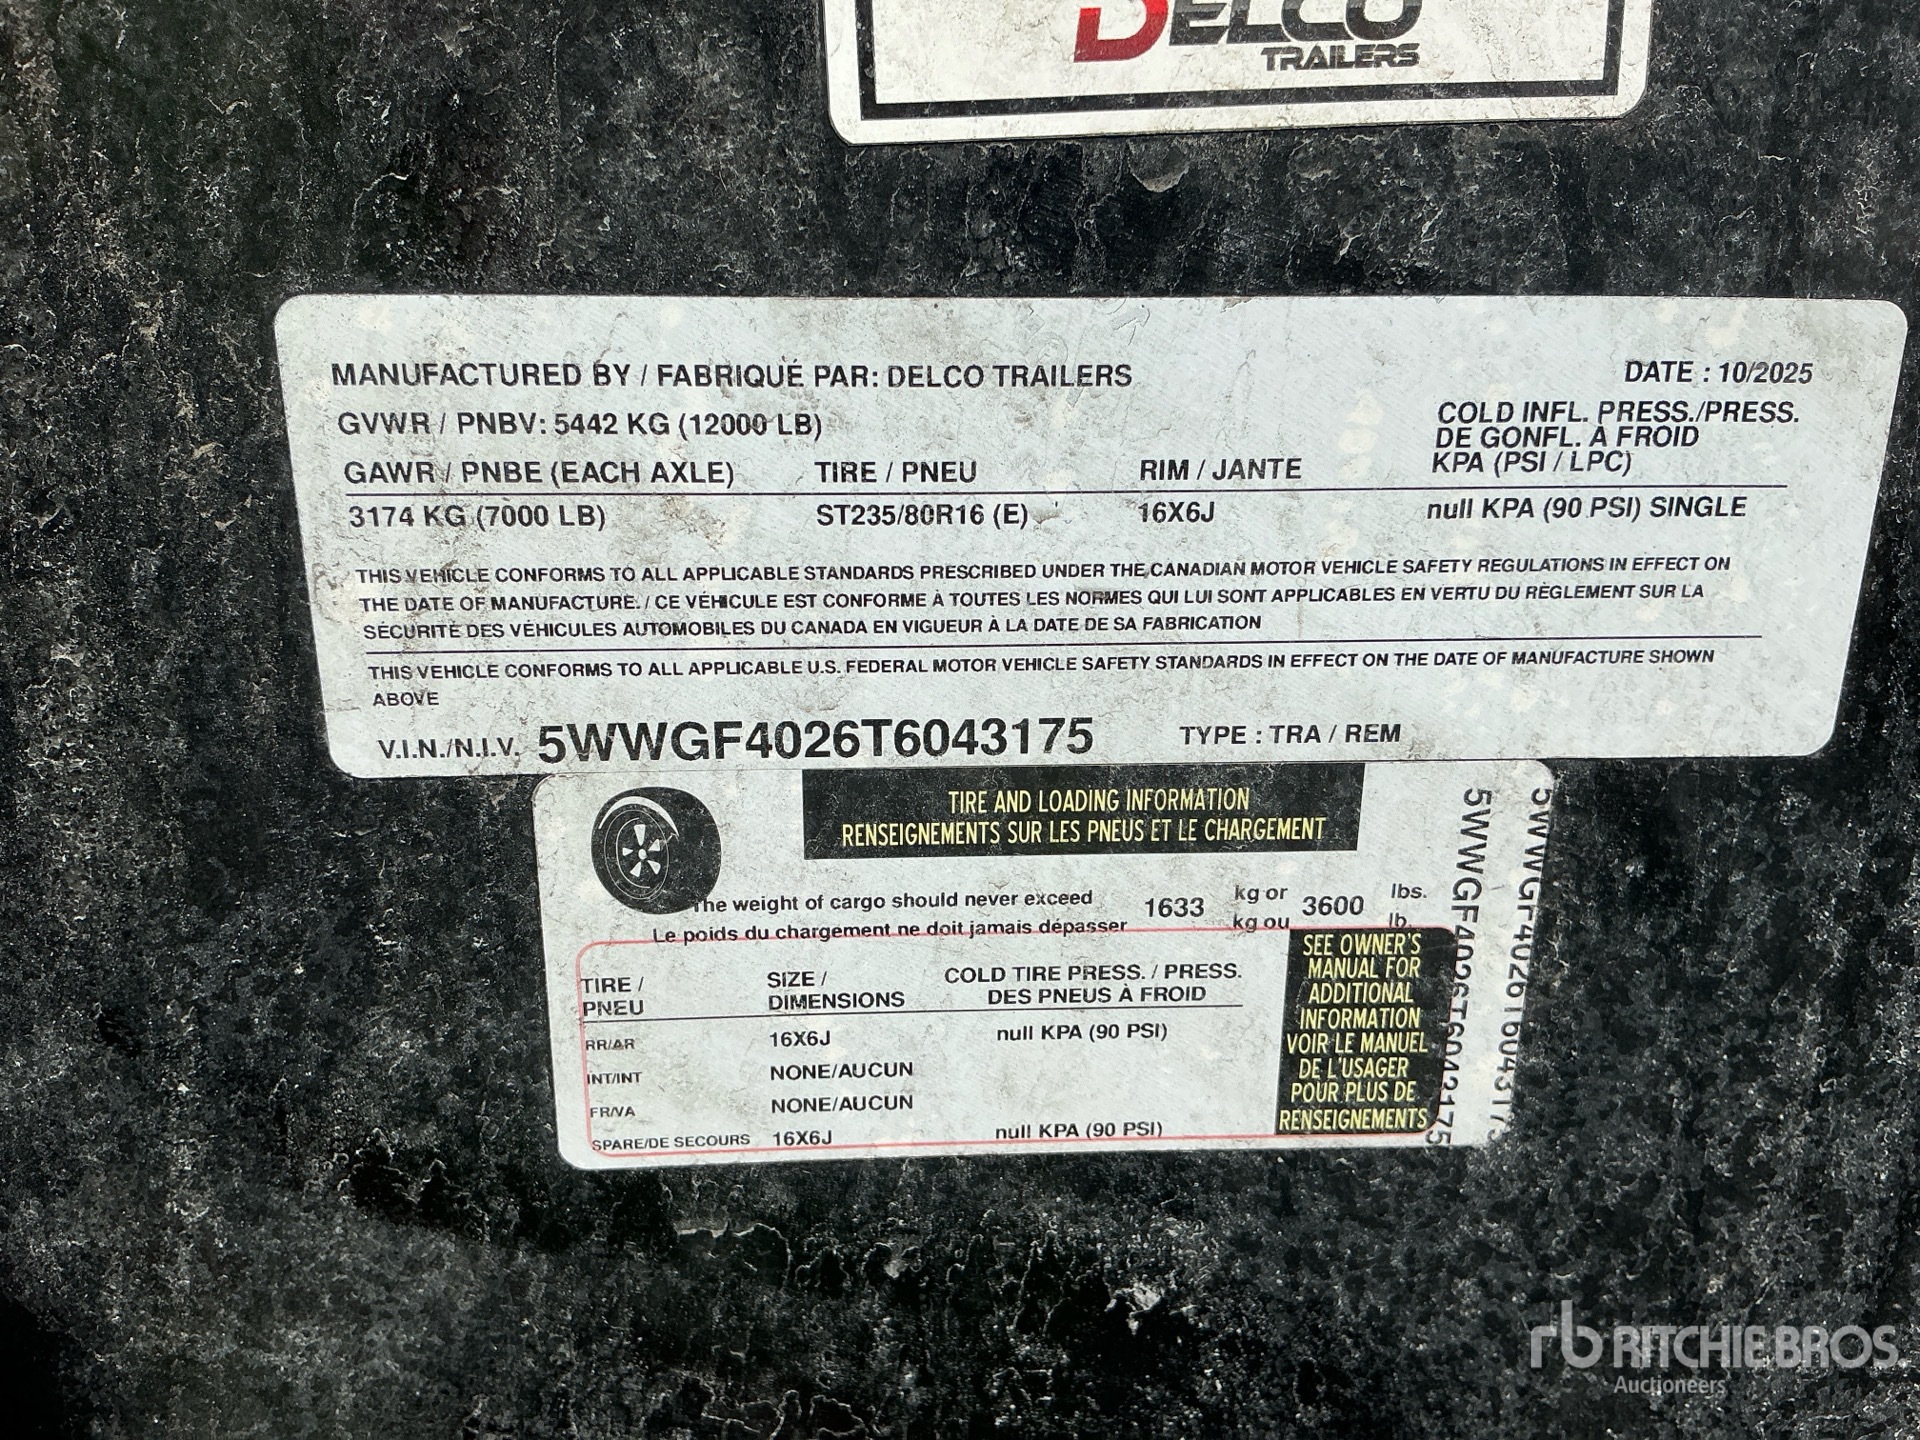 DELCO
TRAILERS
MANUFACTURED BY / FABRIQUÉ PAR: DELCO TRAILERS
DATE : 10/2025
GVWR / PNBV: 5442 KG (12000 LB)
COLD INFL. PRESS./PRESS.
DE GONFL. À FROID
KPA (PSI / LPC)
GAWR / PNBE (EACH AXLE) TIRE / PNEU RIM / JANTE
3174 KG (7000 LB) ST235/80R16 (E) 16X6J null KPA (90 PSI) SINGLE
THIS VEHICLE CONFORMS TO ALL APPLICABLE STANDARDS PRESCRIBED UNDER THE CANADIAN MOTOR VEHICLE SAFETY REGULATIONS IN EFFECT ON
THE DATE OF MANUFACTURE. / CE VÉHICULE EST CONFORME À TOUTES LES NORMES QUI LUI SONT APPLICABLES EN VERTU DU RÈGLEMENT SUR LA
SÉCURITÉ DES VÉHICULES AUTOMOBILES DU CANADA EN VIGUEUR À LA DATE DE SA FABRICATION
THIS VEHICLE CONFORMS TO ALL APPLICABLE U.S. FEDERAL MOTOR VEHICLE SAFETY STANDARDS IN EFFECT ON THE DATE OF MANUFACTURE SHOWN
ABOVE
V.I.N./N.I.V. 5WWGF4026T6043175 TYPE : TRA / REM
TIRE AND LOADING INFORMATION
RENSEIGNEMENTS SUR LES PNEUS ET LE CHARGEMENT
The weight of cargo should never exceed 1633 kg or 3600 lbs.
Le poids du chargement ne doit jamais dépasser kg ou lb.
TIRE / PNEU
SIZE / DIMENSIONS
COLD TIRE PRESS. / PRESS.
DES PNEUS À FROID
RR/AR 16X6J null KPA (90 PSI)
INT/INT NONE/AUCUN
FR/VA NONE/AUCUN
SPARE/DE SECOURS 16X6J null KPA (90 PSI)
SEE OWNER'S
MANUAL FOR
ADDITIONAL
INFORMATION
VOIR LE MANUEL
DE L'USAGER
POUR PLUS DE
RENSEIGNEMENTS
5WWGF4026T6043175
5WWGF4026T6043175
rb RITCHIE BROS
Auctioneers